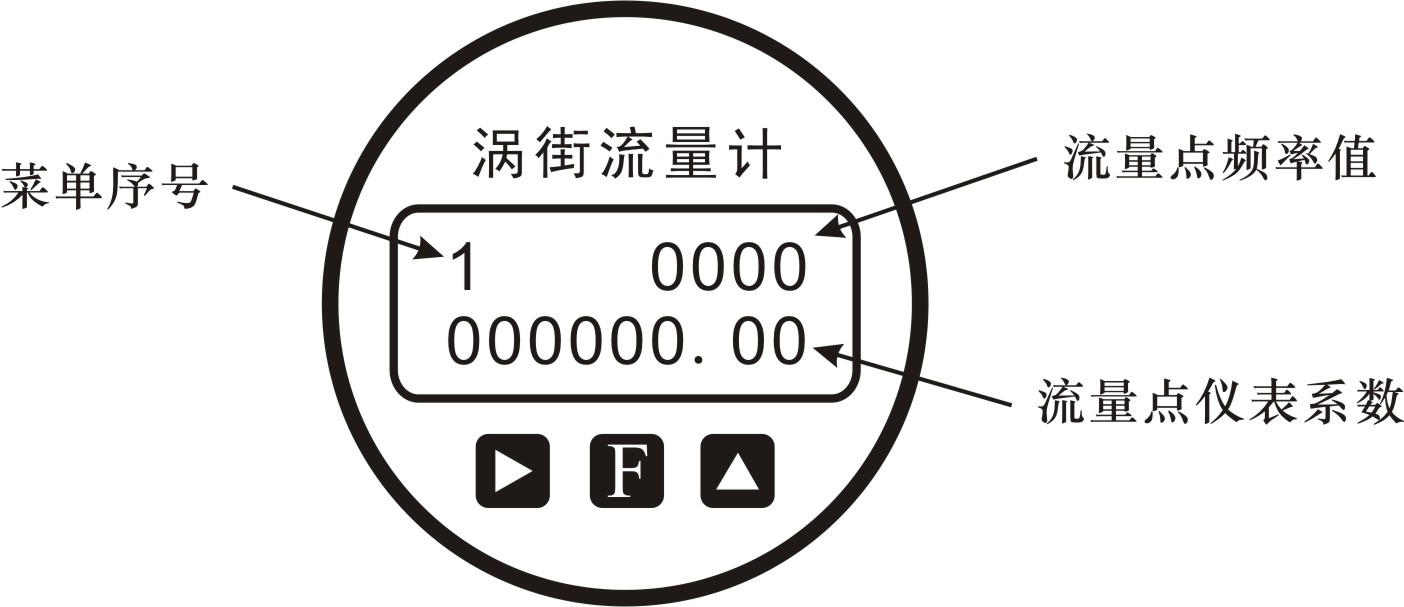 涡街流量计
菜单序号
流量点频率值
1 0000
000000.00
流量点仪表系数
F